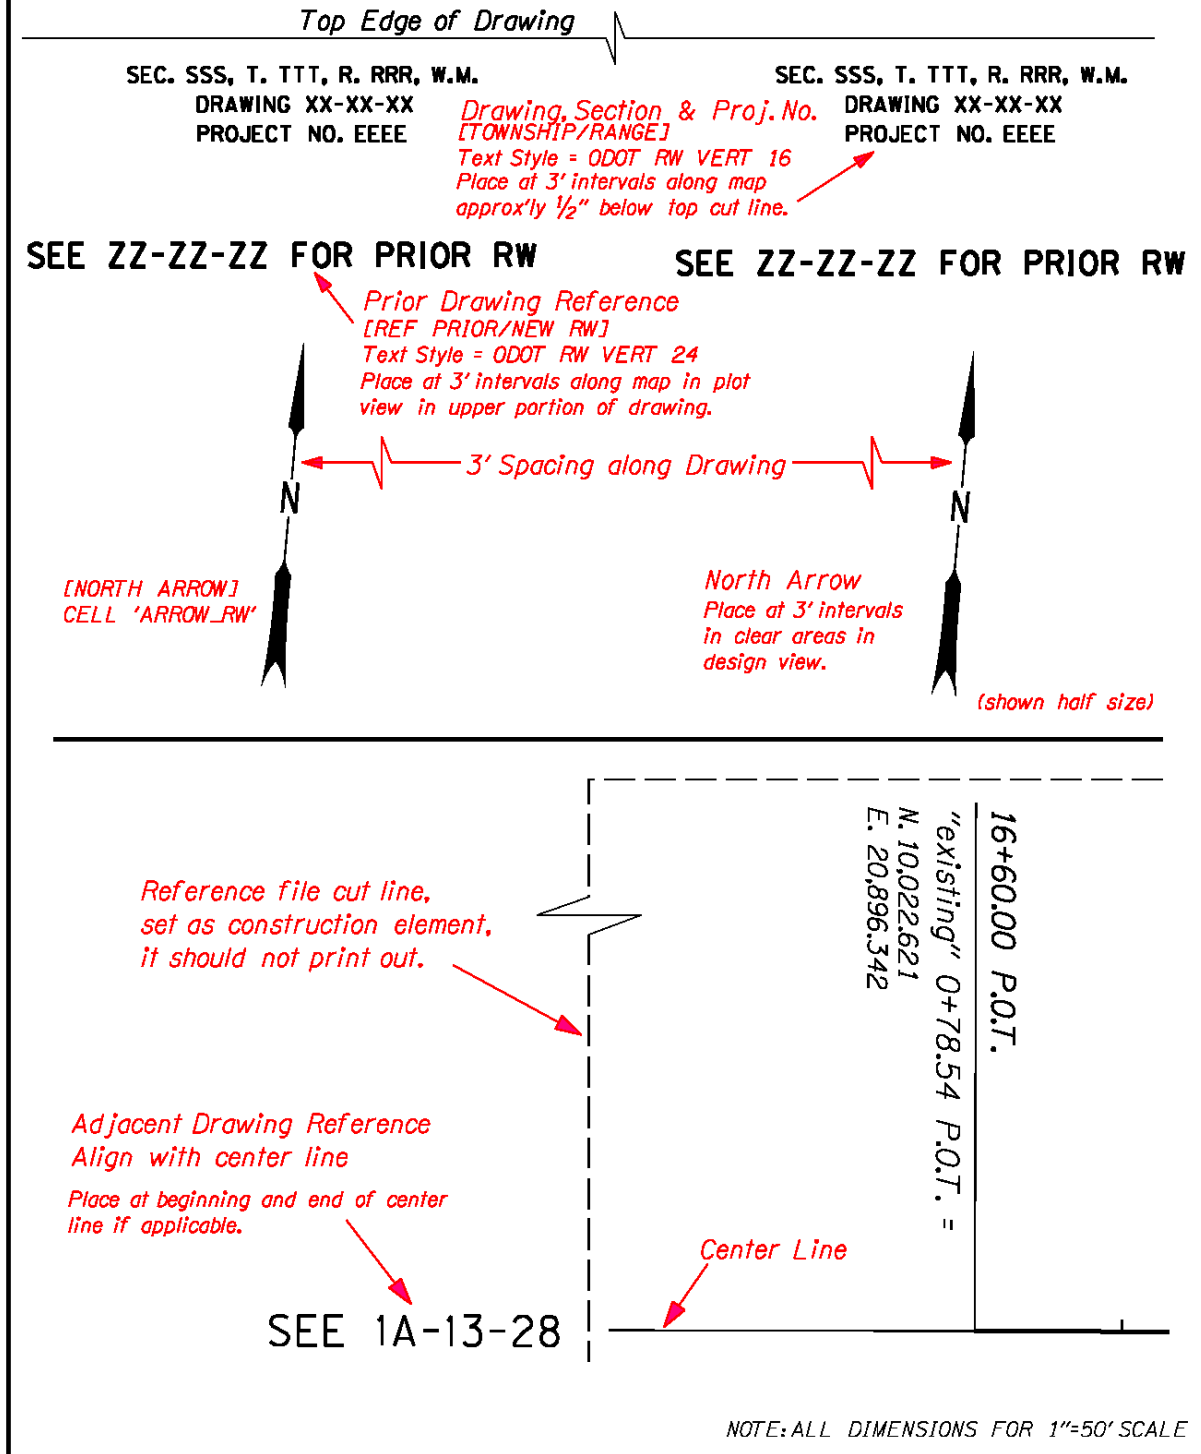 Top Edge of Drawing
SEC. SSS, T. TTT, R. RRR, W.M.
DRAWING XX-XX-XX
PROJECT NO. EEEE
SEC. SSS, T. TTT, R. RRR, W.M.
DRAWING XX-XX-XX
PROJECT NO. EEEE
Drawing, Section & Proj. No.
[TOWNSHIP/RANGE]
Text Style = ODOT RW VERT 16
Place at 3' intervals along map
approx'ly 1/2" below top cut line.
SEE ZZ-ZZ-ZZ FOR PRIOR RW
SEE ZZ-ZZ-ZZ FOR PRIOR RW
Prior Drawing Reference
[REF PRIOR/NEW RW]
Text Style = ODOT RW VERT 24
Place at 3' intervals along map in plot
view in upper portion of drawing.
3' Spacing along Drawing
N
N
[NORTH ARROW]
CELL 'ARROW_RW'
North Arrow
Place at 3' intervals
in clear areas in
design view.
(shown half size)
16+60.00 P.O.T.
"existing" 0+78.54 P.O.T. =
N. 10,022.621
E. 20,896.342
Reference file cut line,
set as construction element,
it should not print out.
Adjacent Drawing Reference
Align with center line
Place at beginning and end of center
line if applicable.
Center Line
SEE 1A-13-28
NOTE: ALL DIMENSIONS FOR 1"=50' SCALE